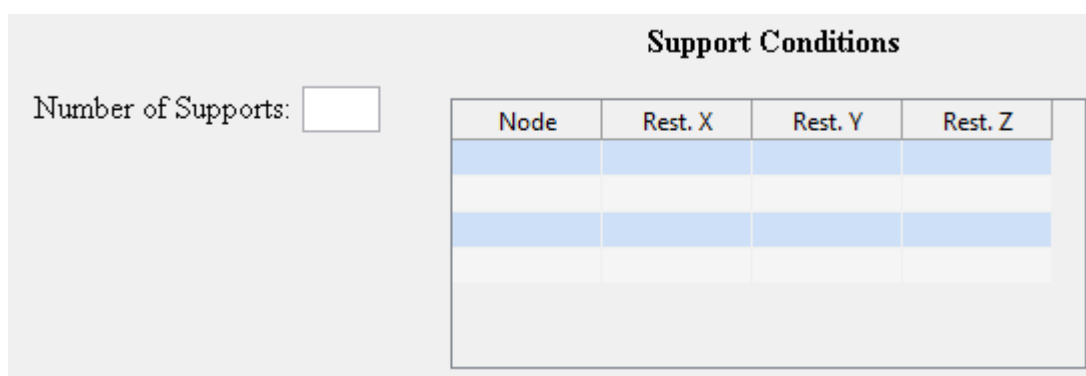 Support Conditions
Number of Supports:
Node Rest. X Rest. Y Rest. Z